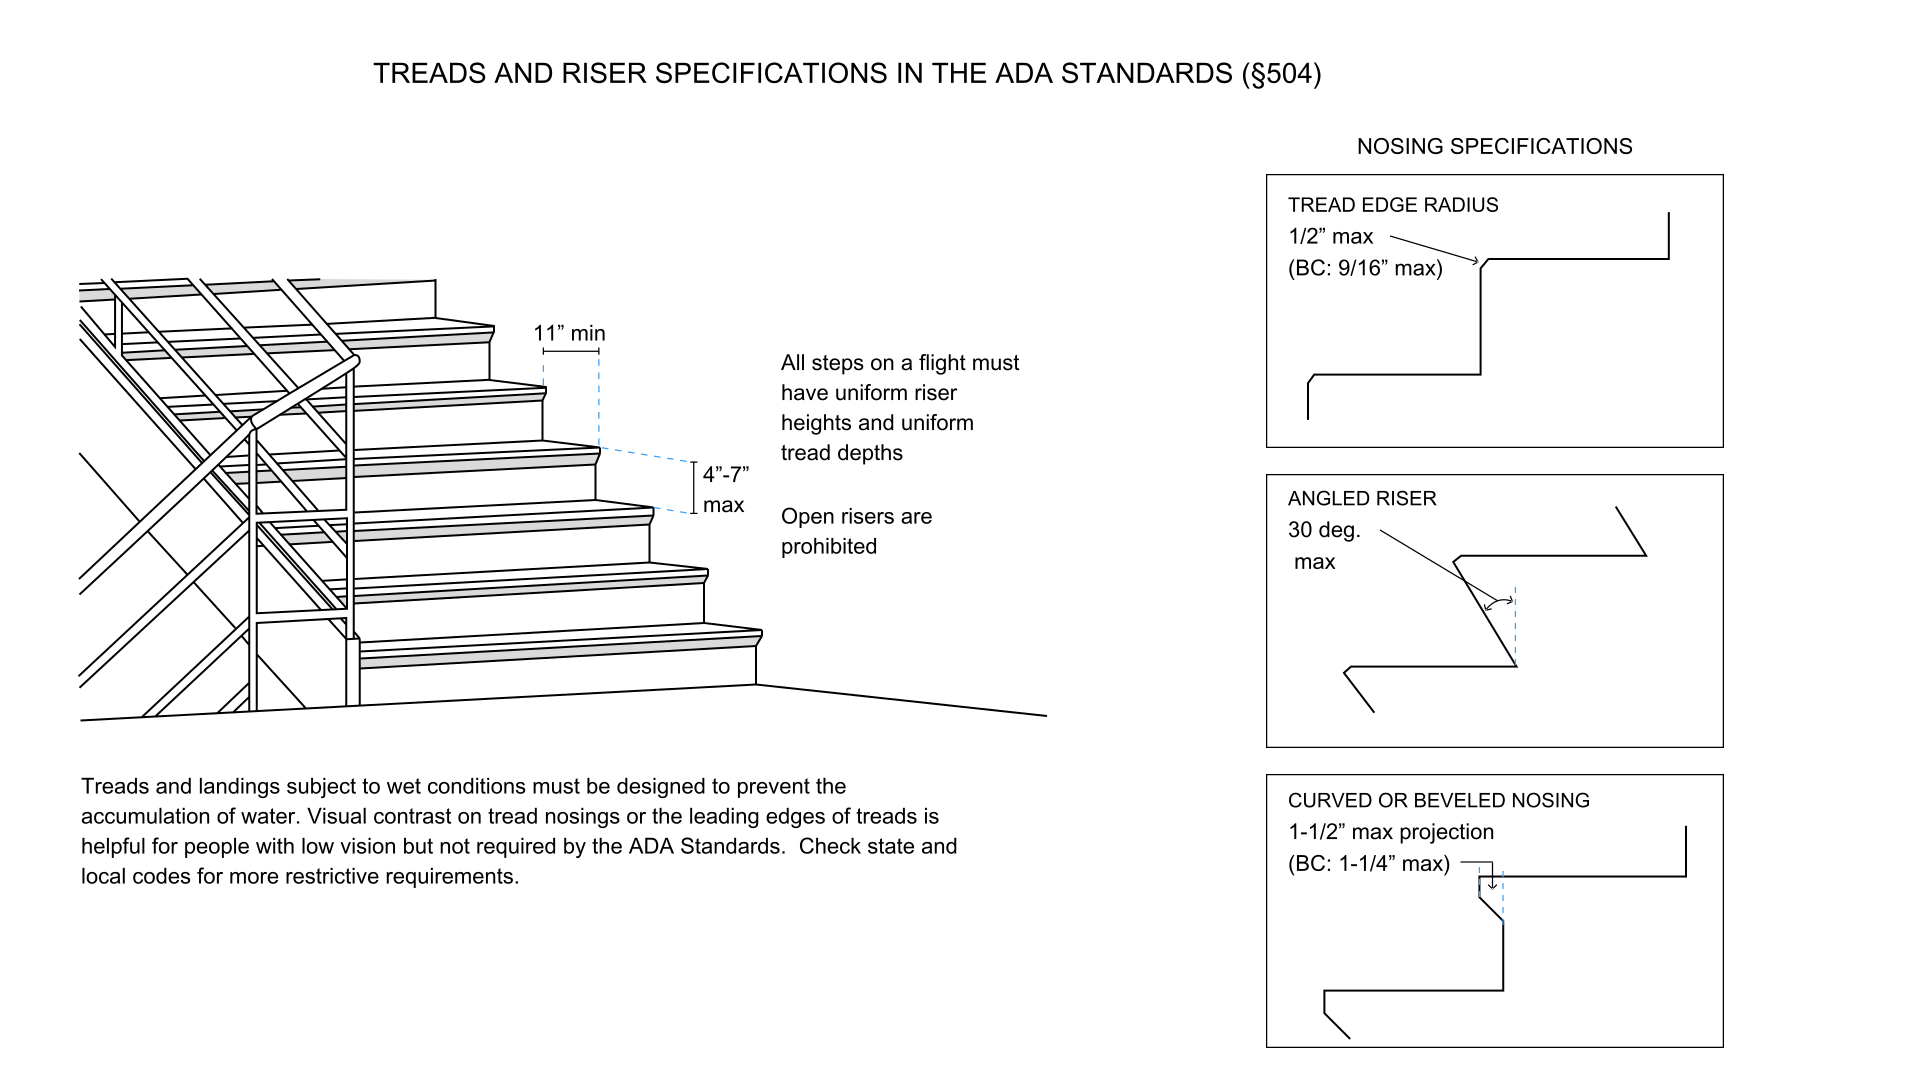 TREADS AND RISER SPECIFICATIONS IN THE ADA STANDARDS (§504)
11” min
4”-7”
max
All steps on a flight must
have uniform riser
heights and uniform
tread depths
Open risers are
prohibited
Treads and landings subject to wet conditions must be designed to prevent the
accumulation of water. Visual contrast on tread nosings or the leading edges of treads is
helpful for people with low vision but not required by the ADA Standards.  Check state and
local codes for more restrictive requirements.
NOSING SPECIFICATIONS
TREAD EDGE RADIUS
1/2” max
(BC: 9/16” max)
ANGLED RISER
30 deg.
max
CURVED OR BEVELED NOSING
1-1/2” max projection
(BC: 1-1/4” max)